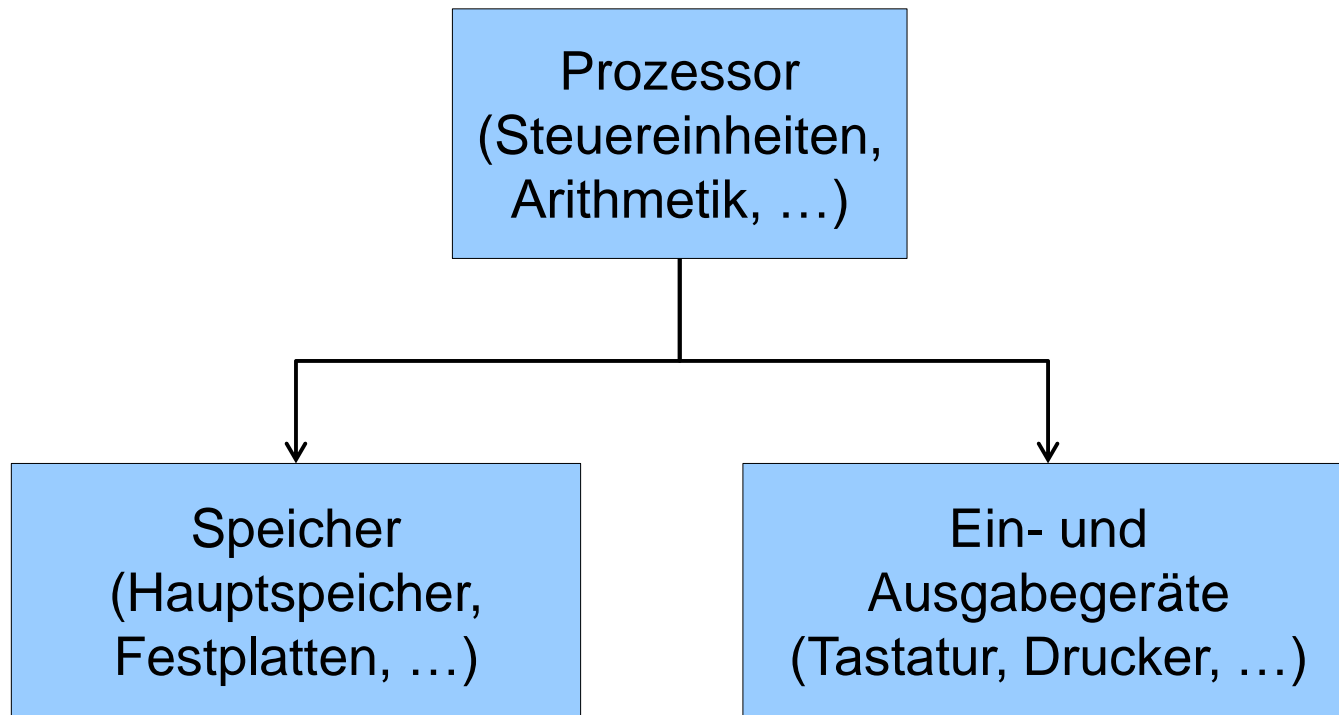 Prozessor
(Steuereinheiten,
Arithmetik, …)
Speicher
(Hauptspeicher,
Festplatten, …)
Ein- und
Ausgabegeräte
(Tastatur, Drucker, …)